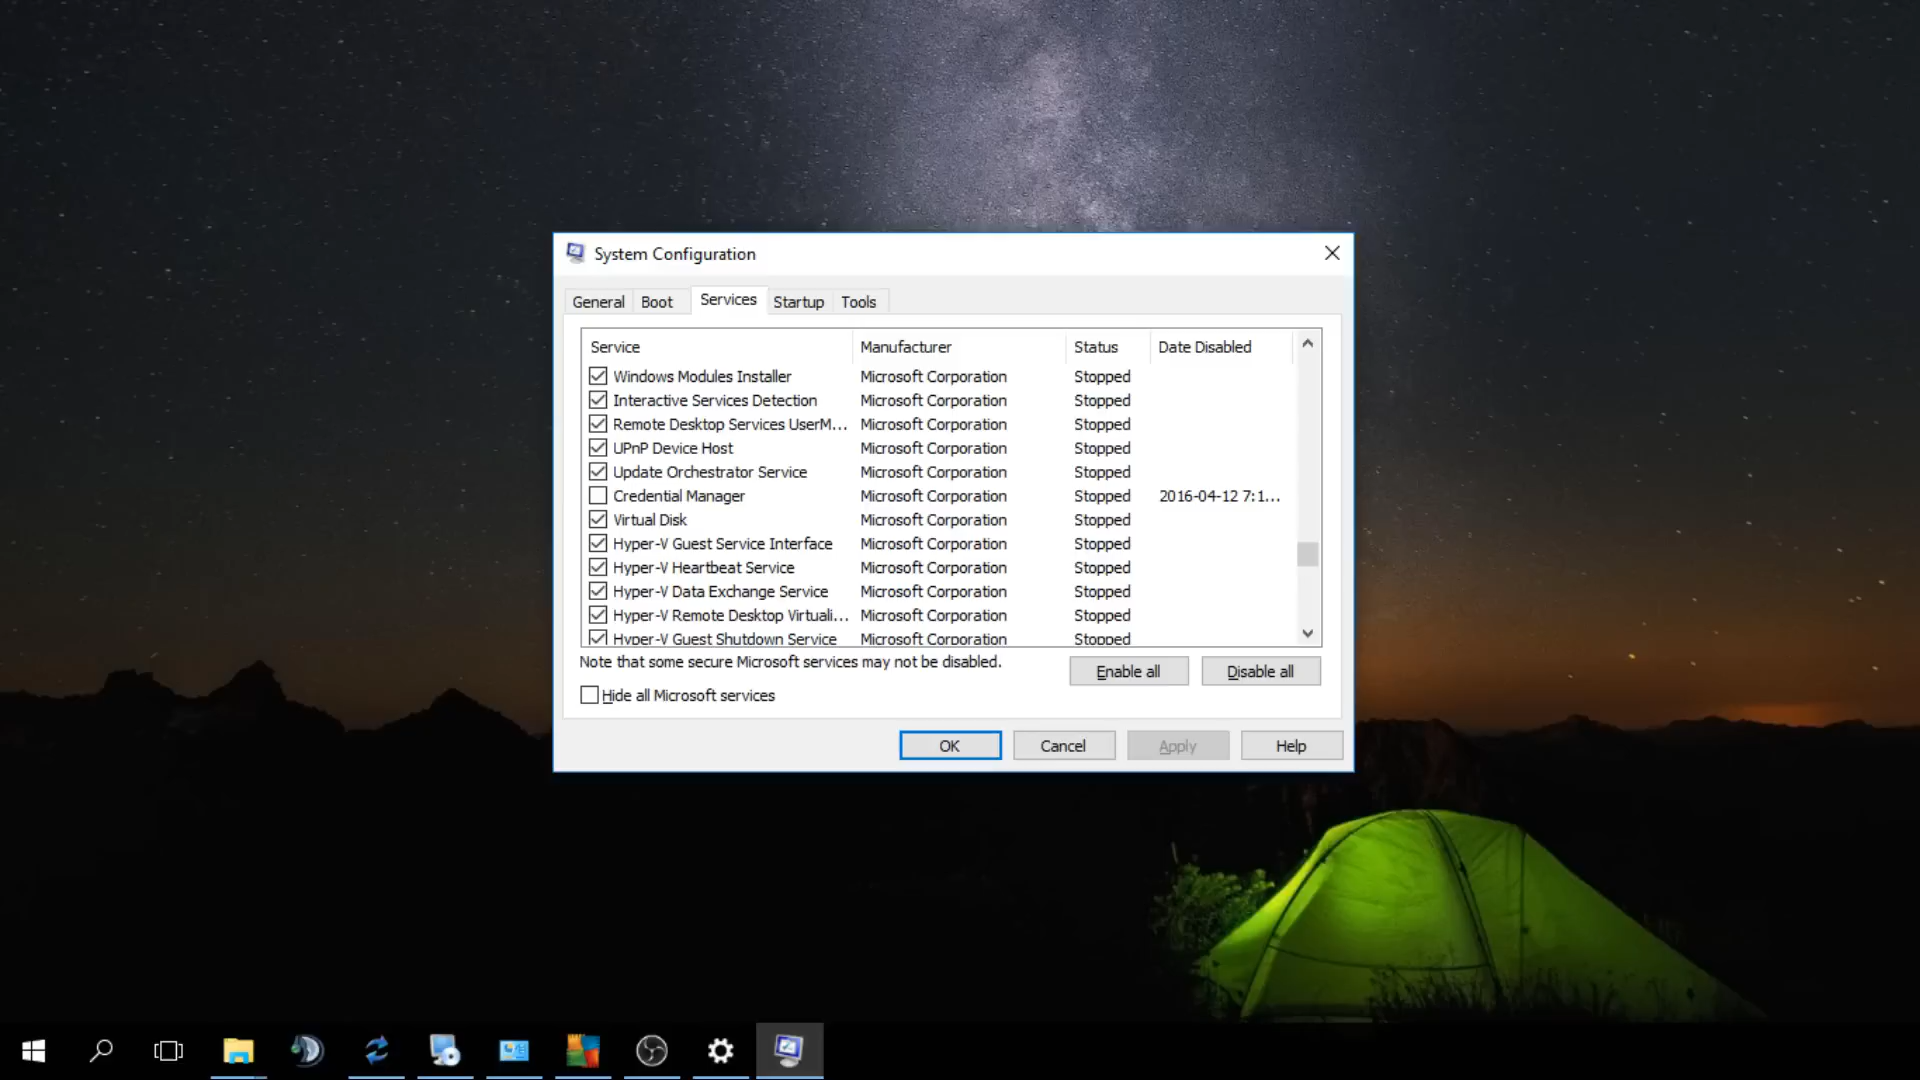 System Configuration
General Boot Services Startup Tools
Service Manufacturer Status Date Disabled
Windows Modules Installer Microsoft Corporation Stopped
Interactive Services Detection Microsoft Corporation Stopped
Remote Desktop Services UserM... Microsoft Corporation Stopped
UPnP Device Host Microsoft Corporation Stopped
Update Orchestrator Service Microsoft Corporation Stopped
Credential Manager Microsoft Corporation Stopped 2016-04-12 7:1...
Virtual Disk Microsoft Corporation Stopped
Hyper-V Guest Service Interface Microsoft Corporation Stopped
Hyper-V Heartbeat Service Microsoft Corporation Stopped
Hyper-V Data Exchange Service Microsoft Corporation Stopped
Hyper-V Remote Desktop Virtuali... Microsoft Corporation Stopped
Hyper-V Guest Shutdown Service Microsoft Corporation Stopped
Note that some secure Microsoft services may not be disabled.
Enable all Disable all
Hide all Microsoft services
OK Cancel Apply Help